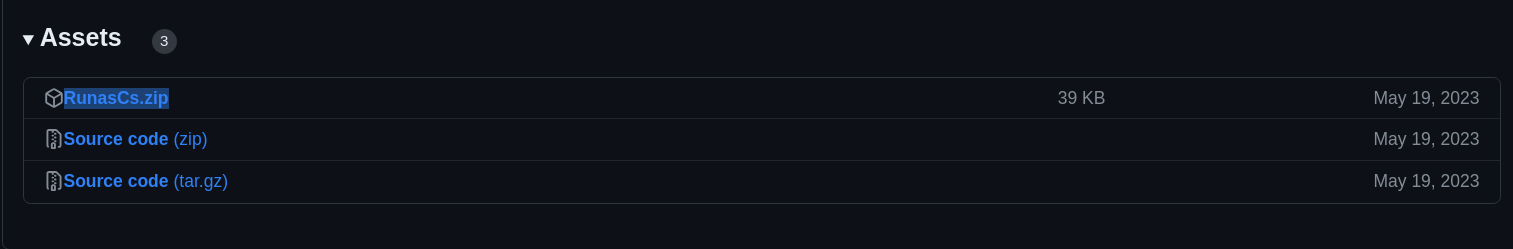 Assets 3
RunasCs.zip 39 KB May 19, 2023
Source code (zip) May 19, 2023
Source code (tar.gz) May 19, 2023